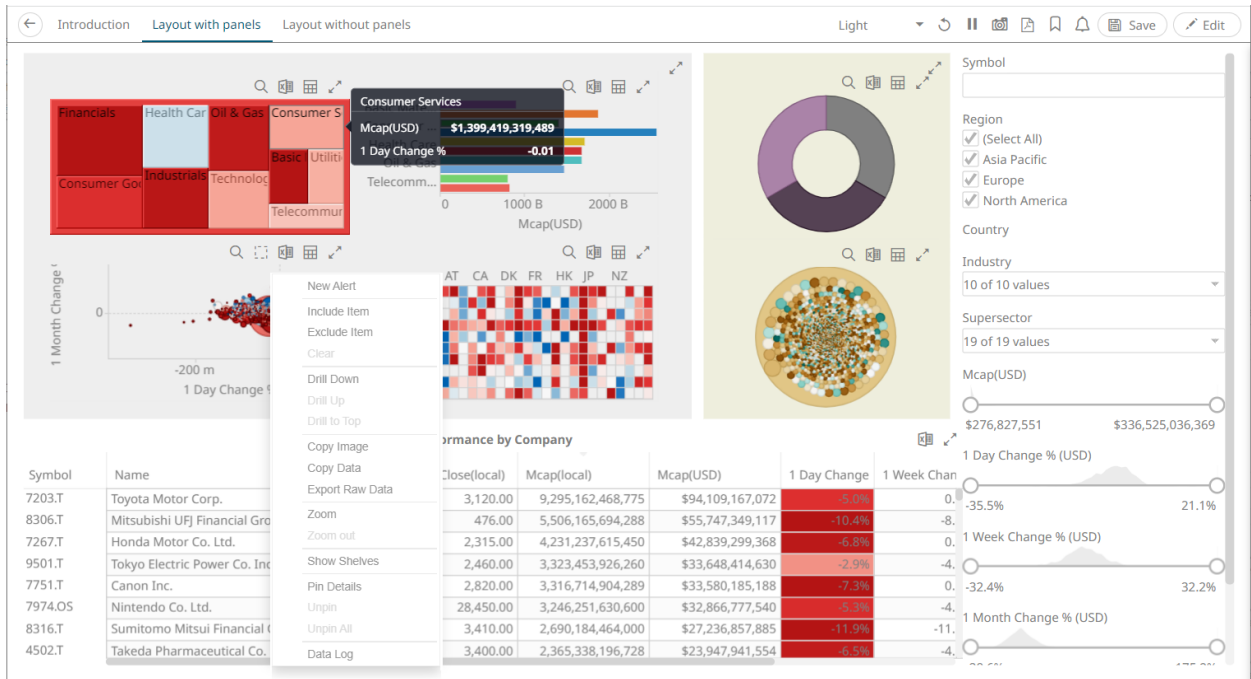 Introduction Layout with panels Layout without panels Light Save Edit
Symbol
Region
(Select All)
Asia Pacific
Europe
North America
Country
Industry
10 of 10 values
Supersector
19 of 19 values
Mcap(USD)
$276,827,551 $336,525,036,369
1 Day Change % (USD)
-35.5% 21.1%
1 Week Change % (USD)
-32.4% 32.2%
1 Month Change % (USD)
Financials Health Car Oil & Gas Consumer S
Basic Utiliti
Consumer Goo Industrials Technolog
Telecommun
Consumer Services
Mcap(USD) $1,399,419,319,489
1 Day Change % -0.01
Health Care
Oil & Gas
Telecomm...
0 1000 B 2000 B
Mcap(USD)
1 Month Change
0
-200 m
1 Day Change %
AT CA DK FR HK JP NZ
New Alert
Include Item
Exclude Item
Clear
Drill Down
Drill Up
Drill to Top
Copy Image
Copy Data
Export Raw Data
Zoom
Zoom out
Show Shelves
Pin Details
Unpin
Unpin All
Data Log
ormance by Company
Symbol Name Close(local) Mcap(local) Mcap(USD) 1 Day Change 1 Week Chan
7203.T Toyota Motor Corp. 3,120.00 9,295,162,468,775 $94,109,167,072 -5.0% 0.
8306.T Mitsubishi UFJ Financial Gro 476.00 5,506,165,694,288 $55,747,349,117 -10.4% -8.
7267.T Honda Motor Co. Ltd. 2,315.00 4,231,237,615,450 $42,839,299,368 -6.8% 0.
9501.T Tokyo Electric Power Co. Inc 2,460.00 3,323,453,926,260 $33,648,414,630 -2.9% -4.
7751.T Canon Inc. 2,820.00 3,316,714,904,289 $33,580,185,188 -7.3% 0.
7974.OS Nintendo Co. Ltd. 28,450.00 3,246,251,630,600 $32,866,777,540 -5.3% -4.
8316.T Sumitomo Mitsui Financial 3,410.00 2,690,184,464,000 $27,236,857,885 -11.9% -11.
4502.T Takeda Pharmaceutical Co. 3,400.00 2,365,338,196,728 $23,947,941,554 -6.5% -4.